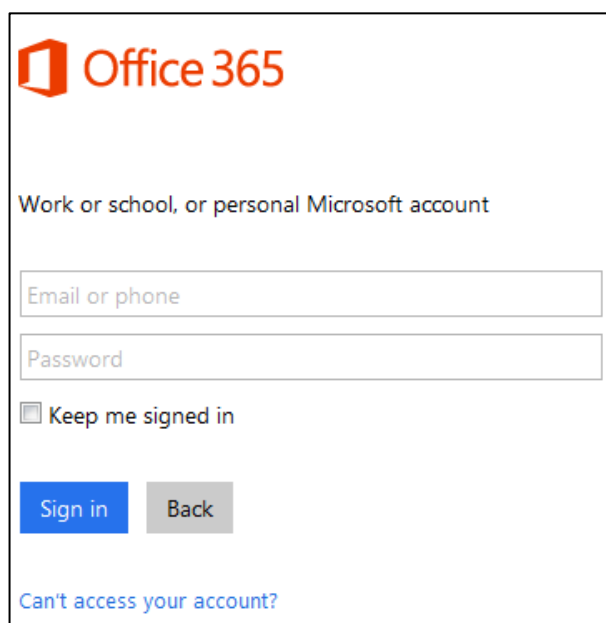 Office 365
Work or school, or personal Microsoft account
Email or phone
Password
Keep me signed in
Sign in Back
Can't access your account?